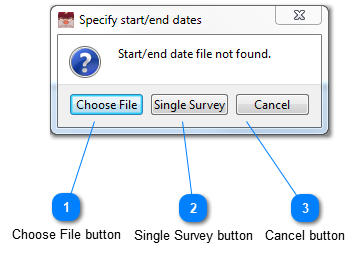 Specify start/end dates
Start/end date file not found.
Choose File Single Survey Cancel
1 2 3
Choose File button Single Survey button Cancel button